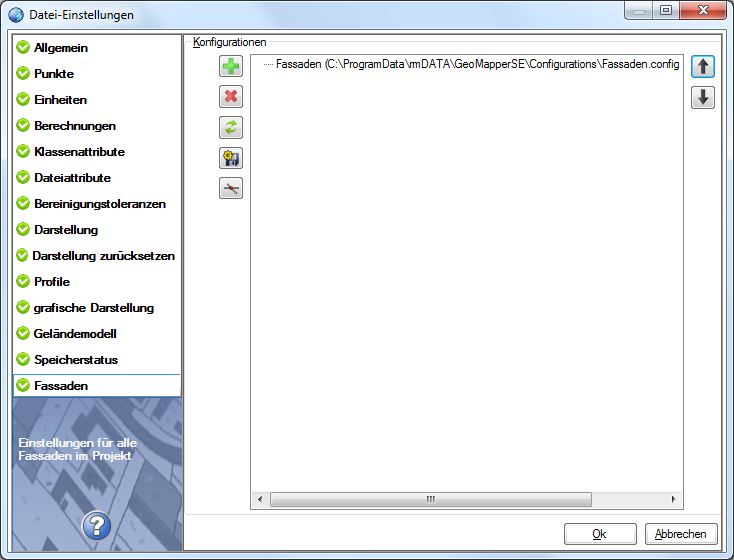 Datei-Einstellungen
Allgemein
Punkte
Einheiten
Berechnungen
Klassenattribute
Dateiattribute
Bereinigungstoleranzen
Darstellung
Darstellung zurücksetzen
Profile
grafische Darstellung
Geländemodell
Speicherstatus
Fassaden
Einstellungen für alle
Fassaden im Projekt
?
Konfigurationen
Fassaden (C:\ProgramData\rmDATA\GeoMapperSE\Configurations\Fassaden.config
Ok
Abbrechen